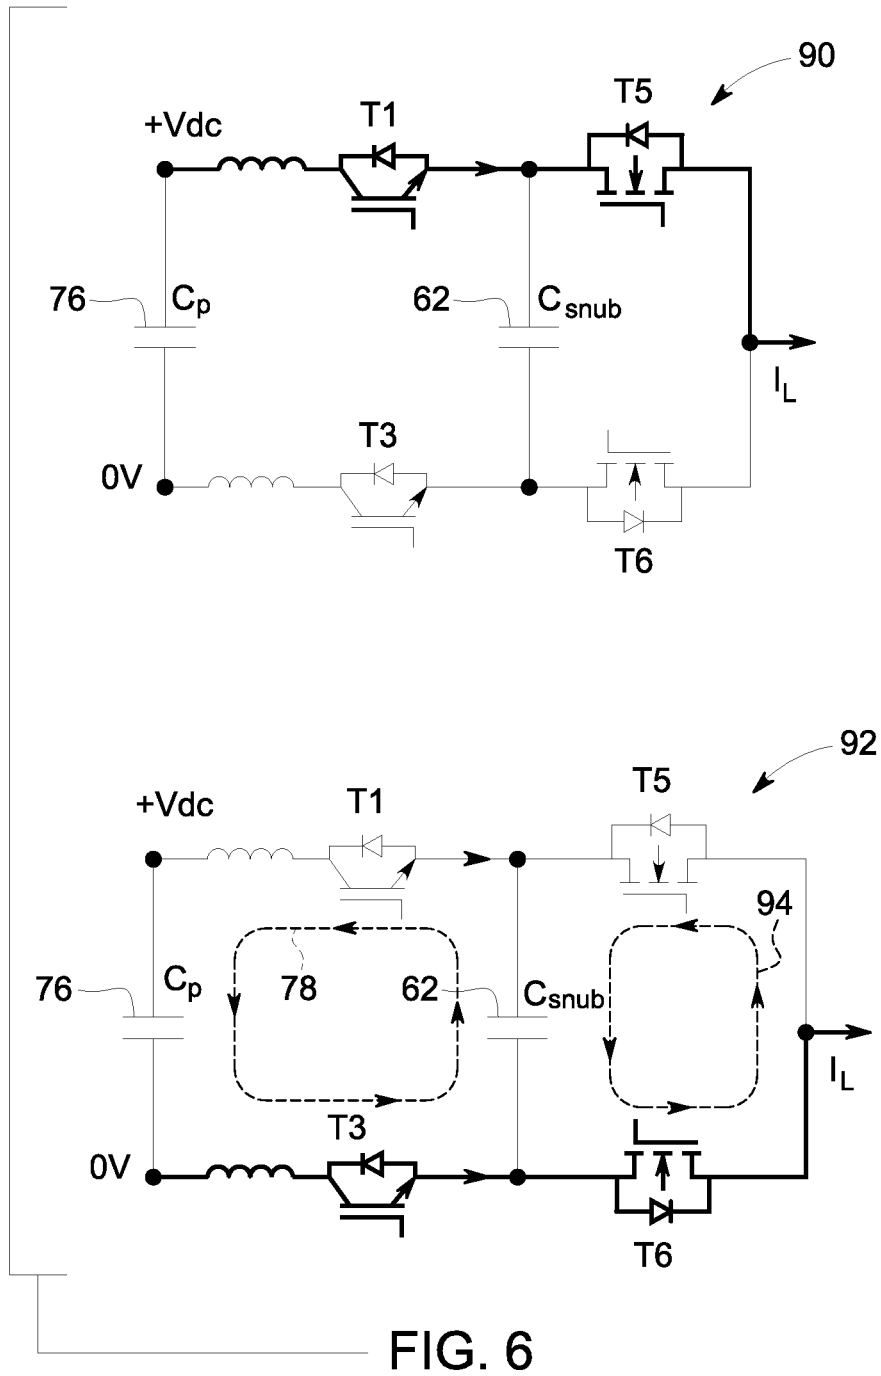 90
T5
T1
+Vdc
76
Cp
62
Csnub
IL
T3
0V
T6
92
T5
T1
+Vdc
94
76
Cp
78
62
Csnub
IL
T3
0V
T6
FIG. 6